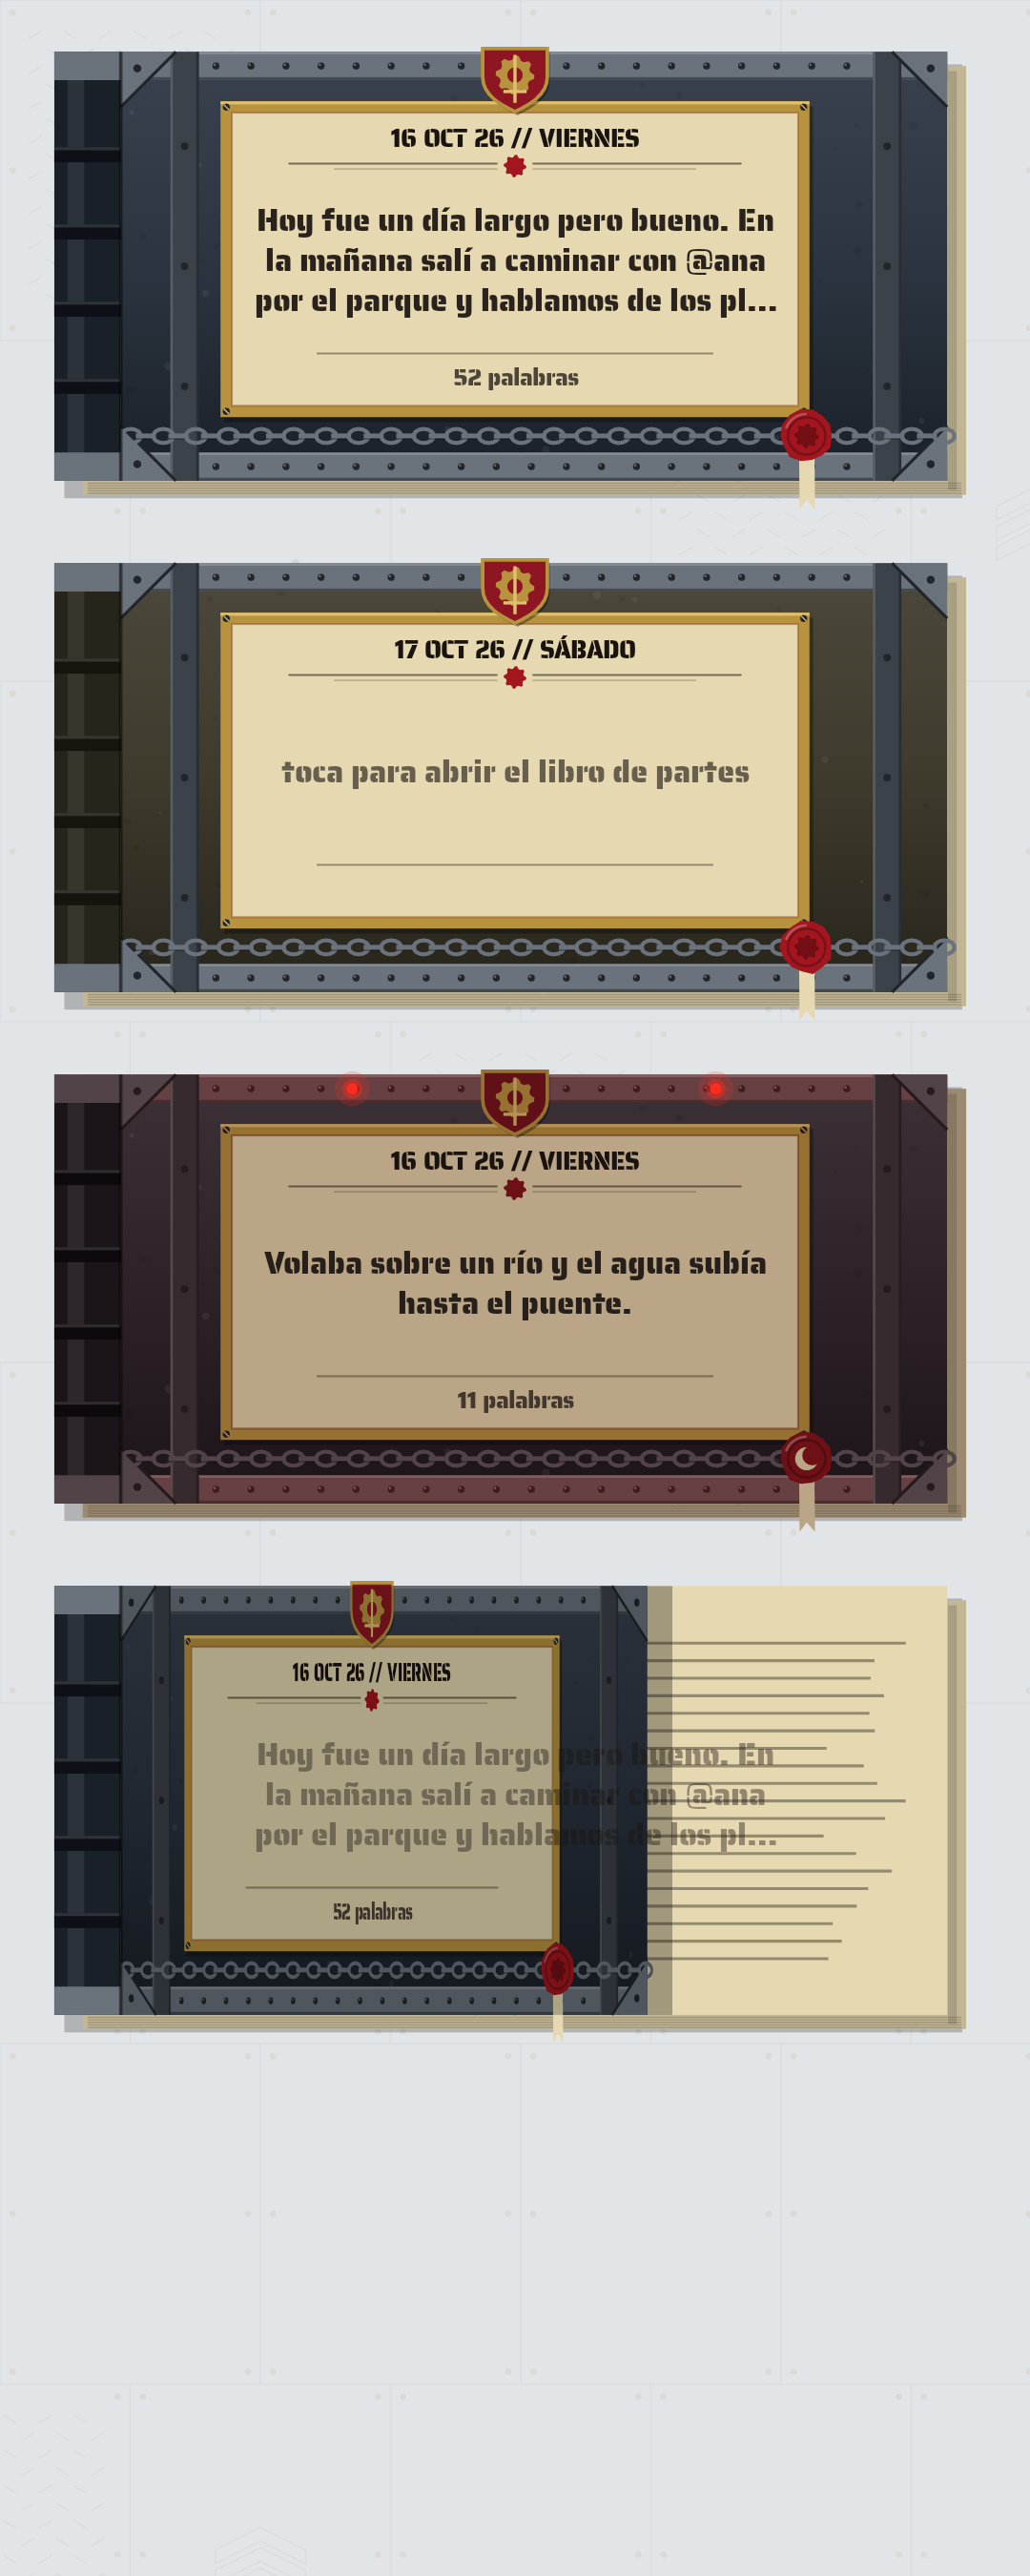 16 OCT 26 // VIERNES
Hoy fue un día largo pero bueno. En
la mañana salí a caminar con @ana
por el parque y hablamos de los pl...
52 palabras
17 OCT 26 // SÁBADO
toca para abrir el libro de partes
16 OCT 26 // VIERNES
Volaba sobre un río y el agua subía
hasta el puente.
11 palabras
16 OCT 26 // VIERNES
Hoy fue un día largo pero bueno. En
la mañana salí a caminar con @ana
por el parque y hablamos de los pl...
52 palabras